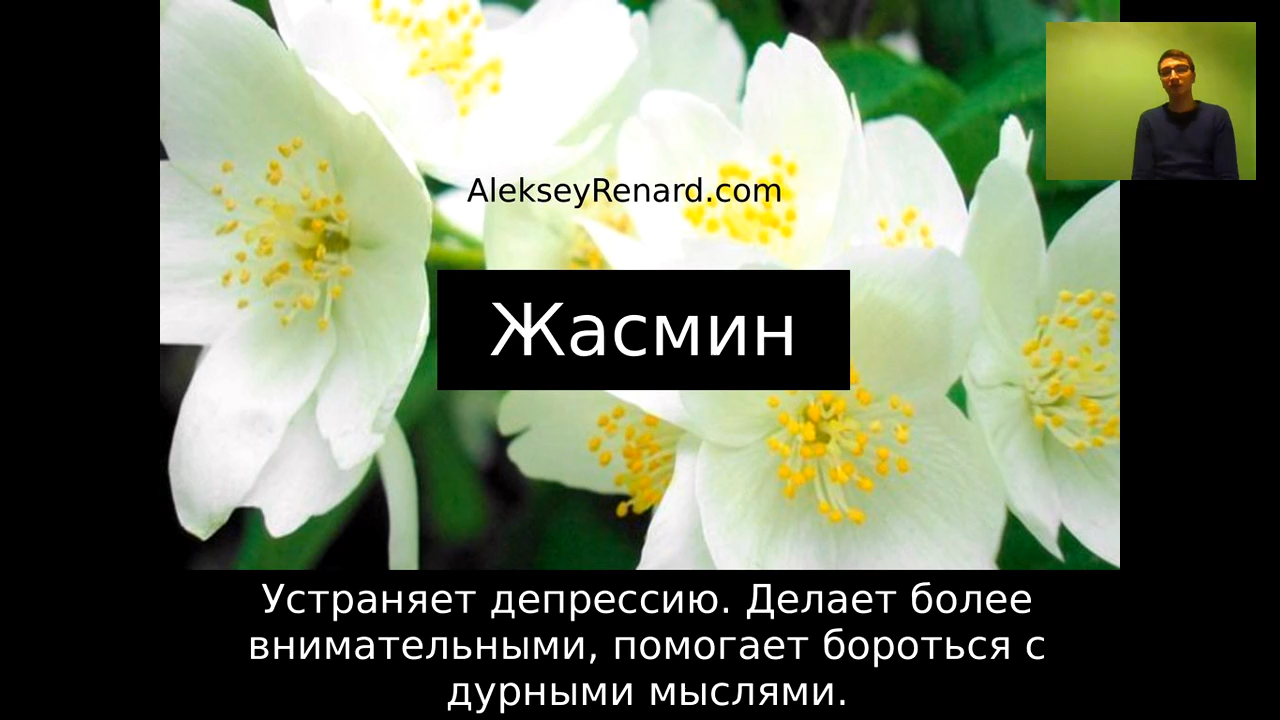 AlekseyRenard.com
Жасмин
Устраняет депрессию. Делает более
внимательными, помогает бороться с
дурными мыслями.